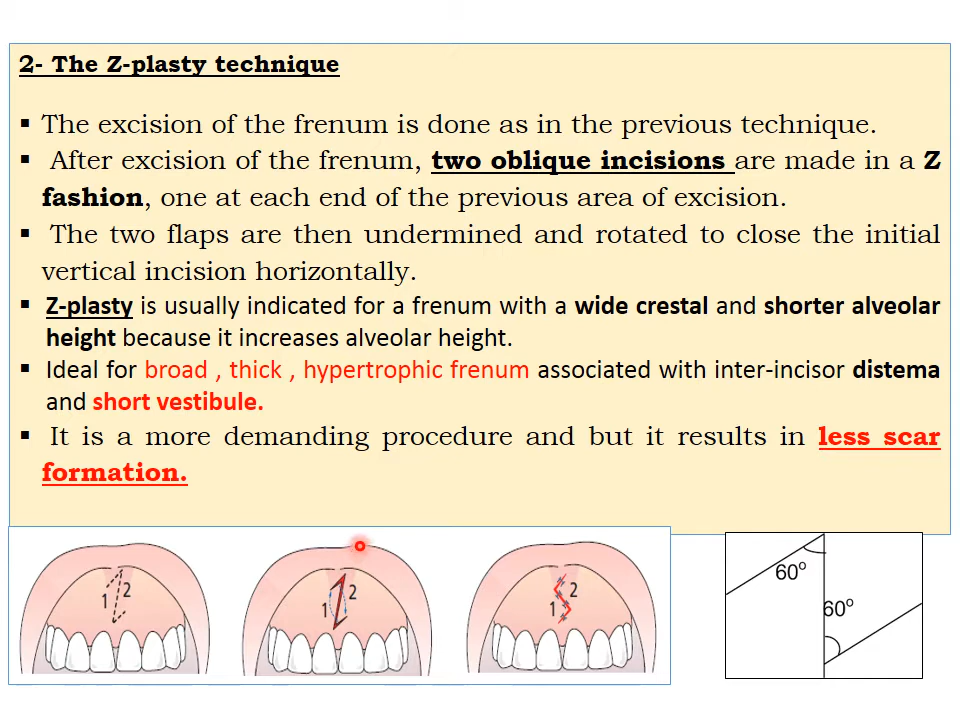 2- The Z-plasty technique
▪ The excision of the frenum is done as in the previous technique.
▪ After excision of the frenum, two oblique incisions are made in a Z
fashion, one at each end of the previous area of excision.
▪ The two flaps are then undermined and rotated to close the initial
vertical incision horizontally.
▪ Z-plasty is usually indicated for a frenum with a wide crestal and shorter alveolar
height because it increases alveolar height.
▪ Ideal for broad , thick , hypertrophic frenum associated with inter-incisor distema
and short vestibule.
▪ It is a more demanding procedure and but it results in less scar
formation.
1 2
1 2
1 2
60º
60º